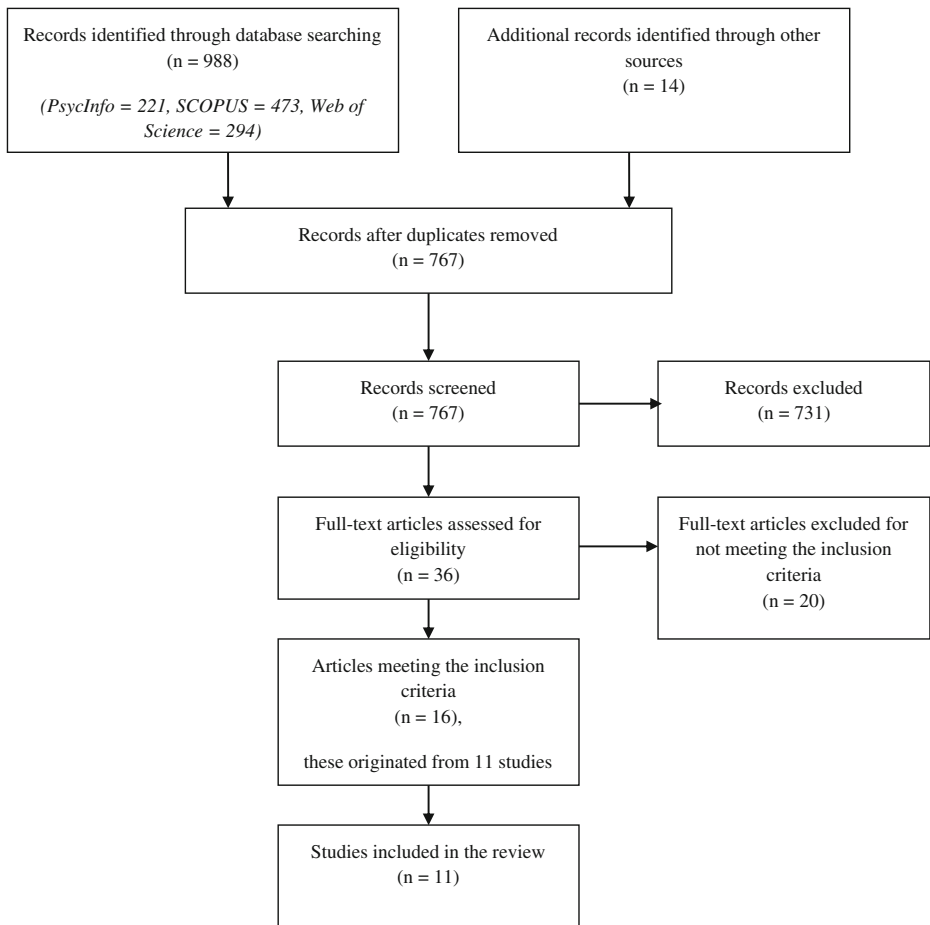 Records identified through database searching
(n = 988)
(PsycInfo = 221, SCOPUS = 473, Web of
Science = 294)
Additional records identified through other
sources
(n = 14)
Records after duplicates removed
(n = 767)
Records screened
(n = 767)
Records excluded
(n = 731)
Full-text articles assessed for
eligibility
(n = 36)
Full-text articles excluded for
not meeting the inclusion
criteria
(n = 20)
Articles meeting the inclusion
criteria
(n = 16),
these originated from 11 studies
Studies included in the review
(n = 11)